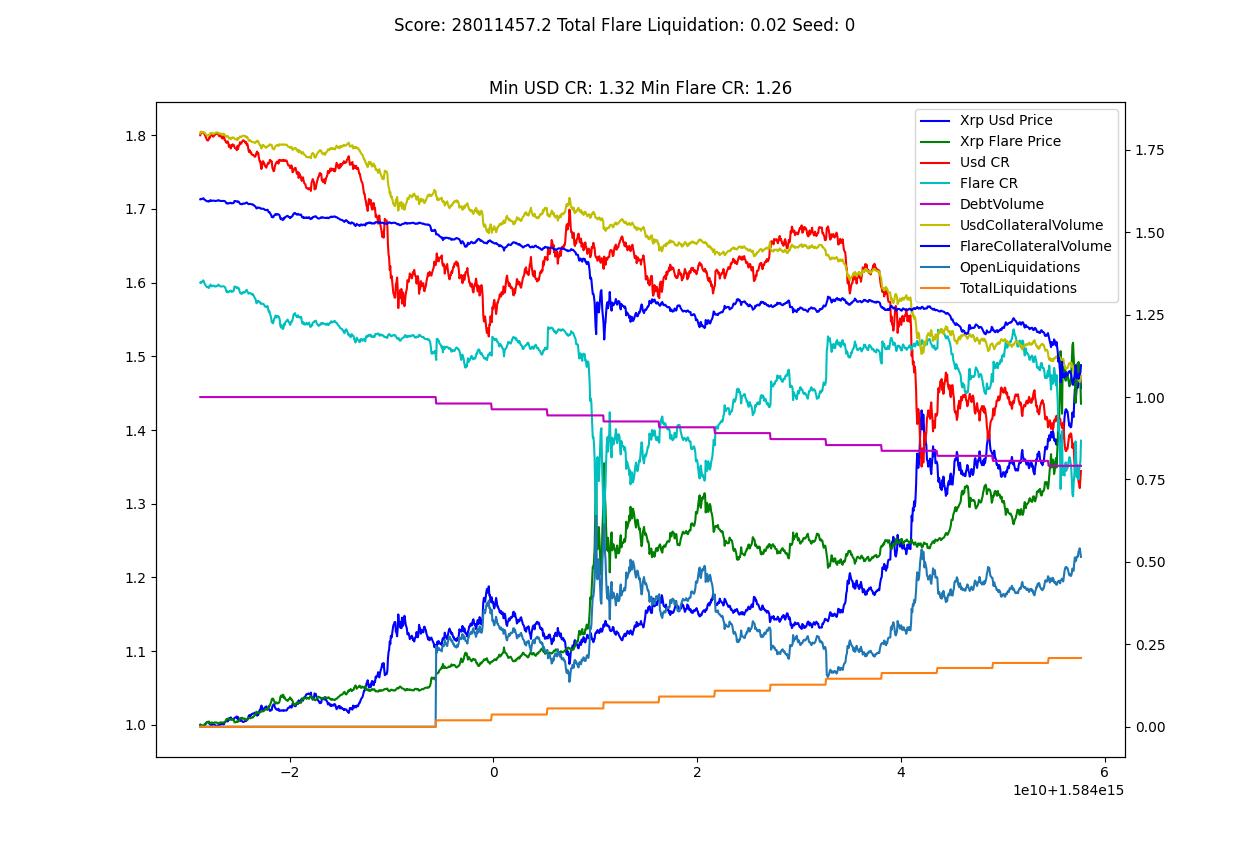 Score: 28011457.2 Total Flare Liquidation: 0.02 Seed: 0
Min USD CR: 1.32 Min Flare CR: 1.26
Xrp Usd Price
Xrp Flare Price
Usd CR
Flare CR
DebtVolume
UsdCollateralVolume
FlareCollateralVolume
OpenLiquidations
TotalLiquidations
1.8
1.7
1.6
1.5
1.4
1.3
1.2
1.1
1.0
1.75
1.50
1.25
1.00
0.75
0.50
0.25
0.00
−2
0
2
4
6
1e10+1.584e15